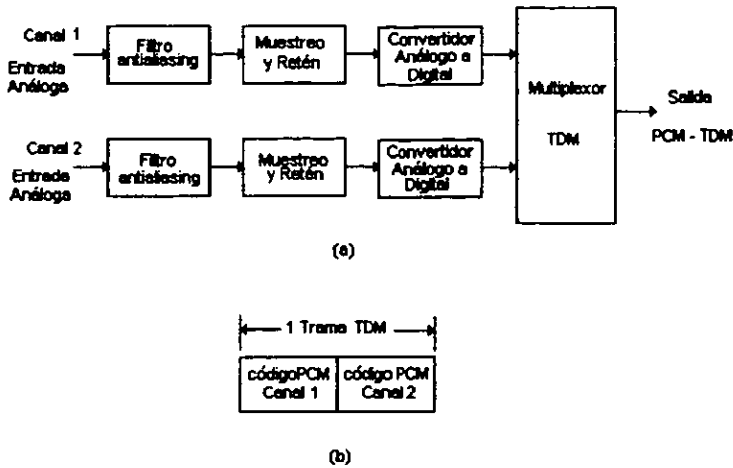 Canal 1
Entrada
Análoga
Filtro
antialiasing
Muestreo
y Retén
Convertidor
Análogo a
Digital
Canal 2
Entrada
Análoga
Filtro
antialiasing
Muestreo
y Retén
Convertidor
Análogo a
Digital
Multiplexor
TDM
Salida
PCM - TDM
(a)
1 Trama TDM
códigoPCM
Canal 1
código PCM
Canal 2
(b)